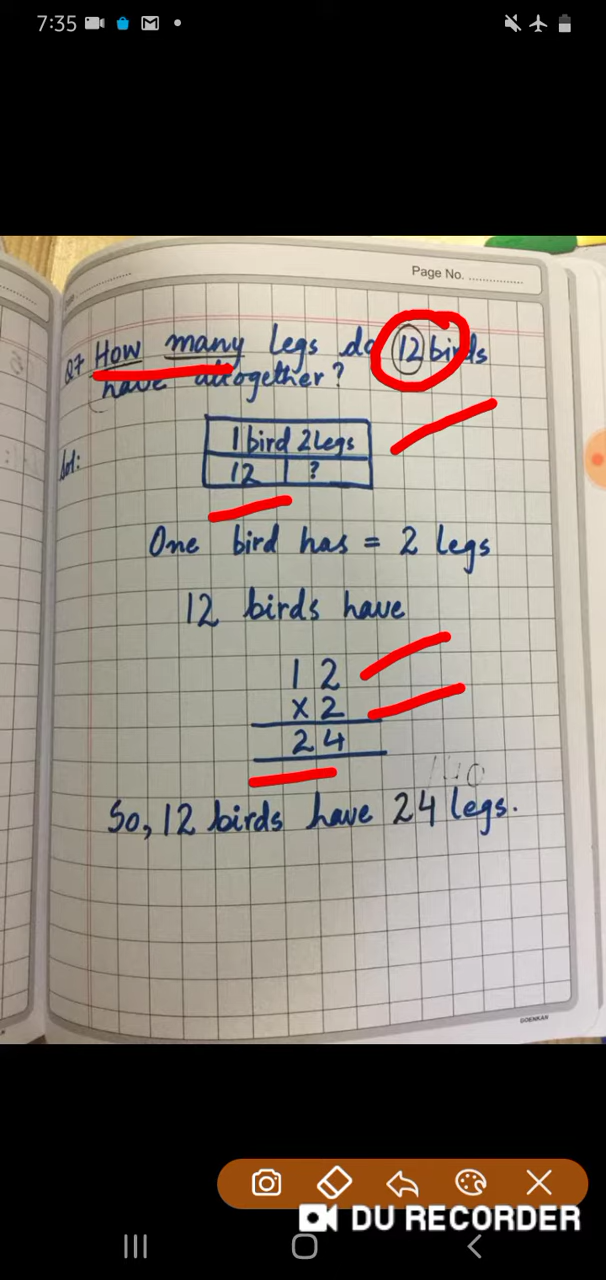 7:35
Page No. ...............
Q7 How many legs do 12 birds
have altogether?
Sol:
1 bird 2 Legs
12 ?
One bird has = 2 legs
12 birds have
12
x2
24
So, 12 birds have 24 legs.
DOENKAR
DU RECORDER